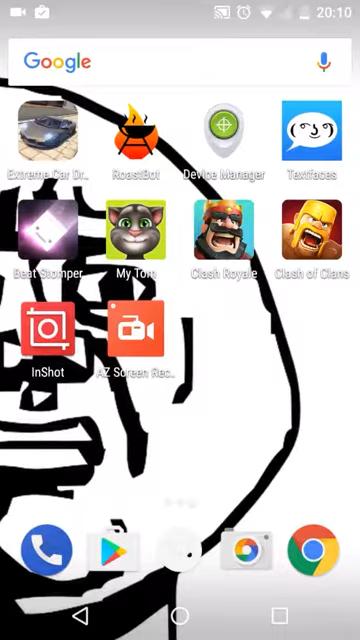 20:10
Google
Extreme Car Dr..
RoastBot
Device Manager
Textfaces
Beat Stomper
My Tom
Clash Royale
Clash of Clans
InShot
AZ Screen Rec..